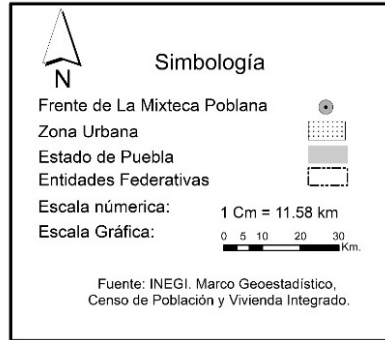 N
Simbología
Frente de La Mixteca Poblana
Zona Urbana
Estado de Puebla
Entidades Federativas
Escala númerica: 1 Cm = 11.58 km
Escala Gráfica: 0 5 10 20 30 Km.
Fuente: INEGI. Marco Geoestadístico,
Censo de Población y Vivienda Integrado.